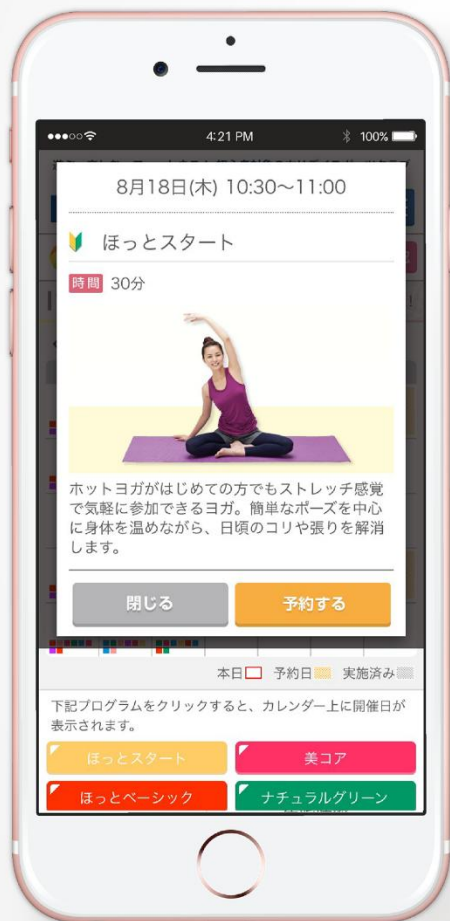 4:21 PM
100%
8月18日(木) 10:30～11:00
ほっとスタート
時間 30分
ホットヨガがはじめての方でもストレッチ感覚
で気軽に参加できるヨガ。簡単なポーズを中心
に身体を温めながら、日頃のコリや張りを解消
します。
閉じる 予約する
本日 予約日 実施済み
下記プログラムをクリックすると、カレンダー上に開催日が
表示されます。
ほっとスタート 美コア
ほっとベーシック ナチュラルグリーン